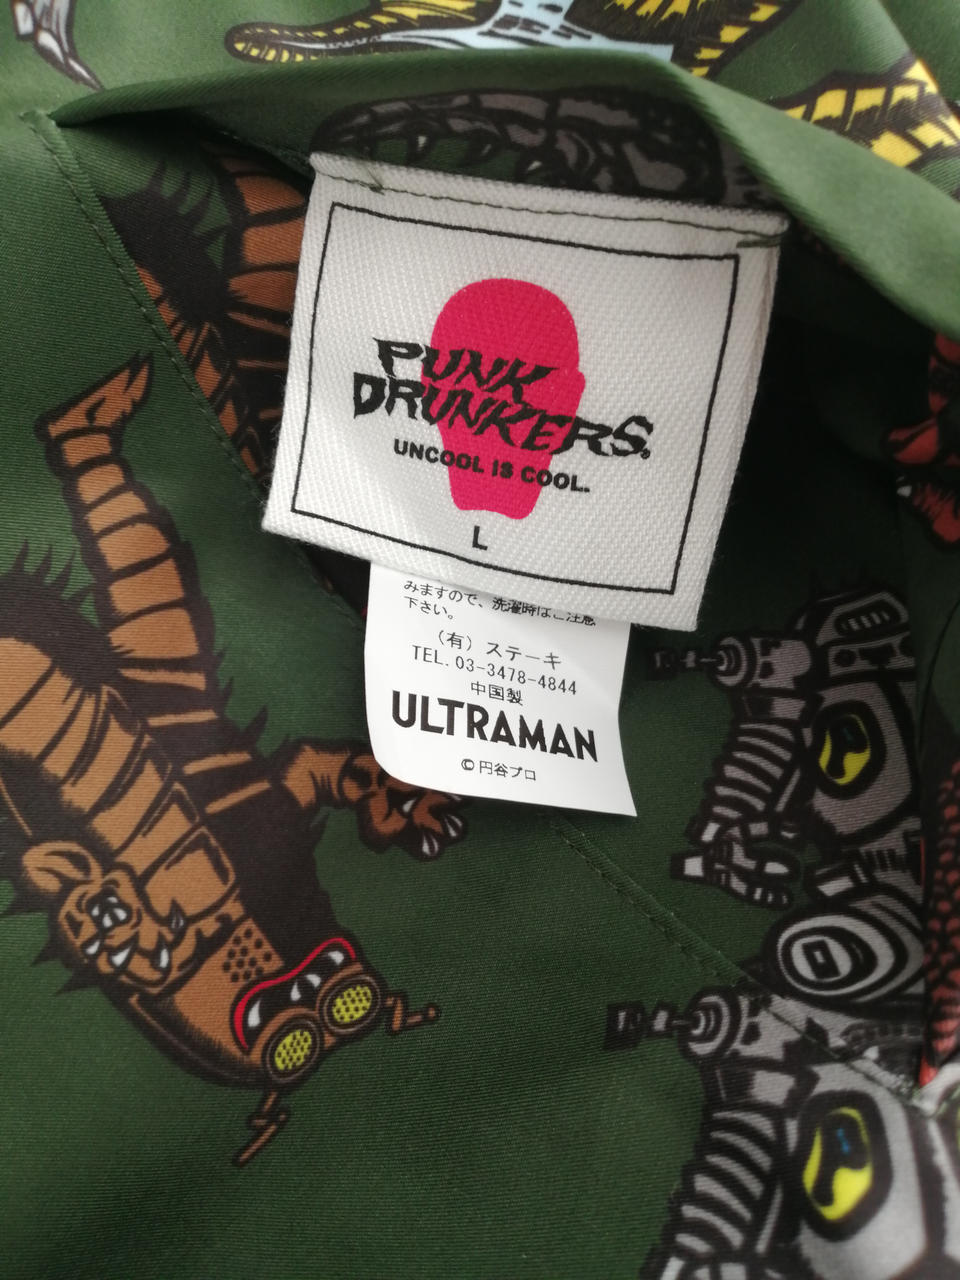 PUNK
DRUNKERS.
UNCOOL IS COOL.
L
みますので、洗濯時はご注意
下さい。
（有）ステーキ
TEL.03-3478-4844
中国製
ULTRAMAN
© 円谷プロ